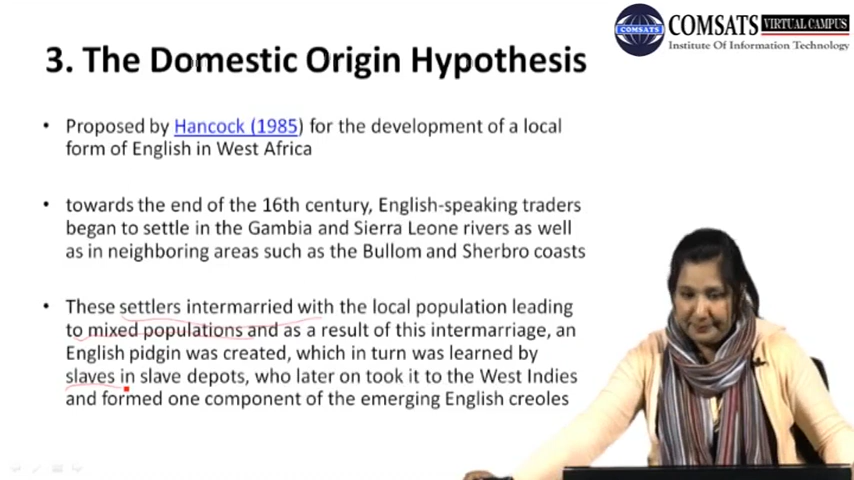 COMSATS VIRTUAL CAMPUS
COMSATS
Institute Of Information Technology
3. The Domestic Origin Hypothesis
• Proposed by Hancock (1985) for the development of a local
form of English in West Africa
• towards the end of the 16th century, English-speaking traders
began to settle in the Gambia and Sierra Leone rivers as well
as in neighboring areas such as the Bullom and Sherbro coasts
• These settlers intermarried with the local population leading
to mixed populations and as a result of this intermarriage, an
English pidgin was created, which in turn was learned by
slaves in slave depots, who later on took it to the West Indies
and formed one component of the emerging English creoles